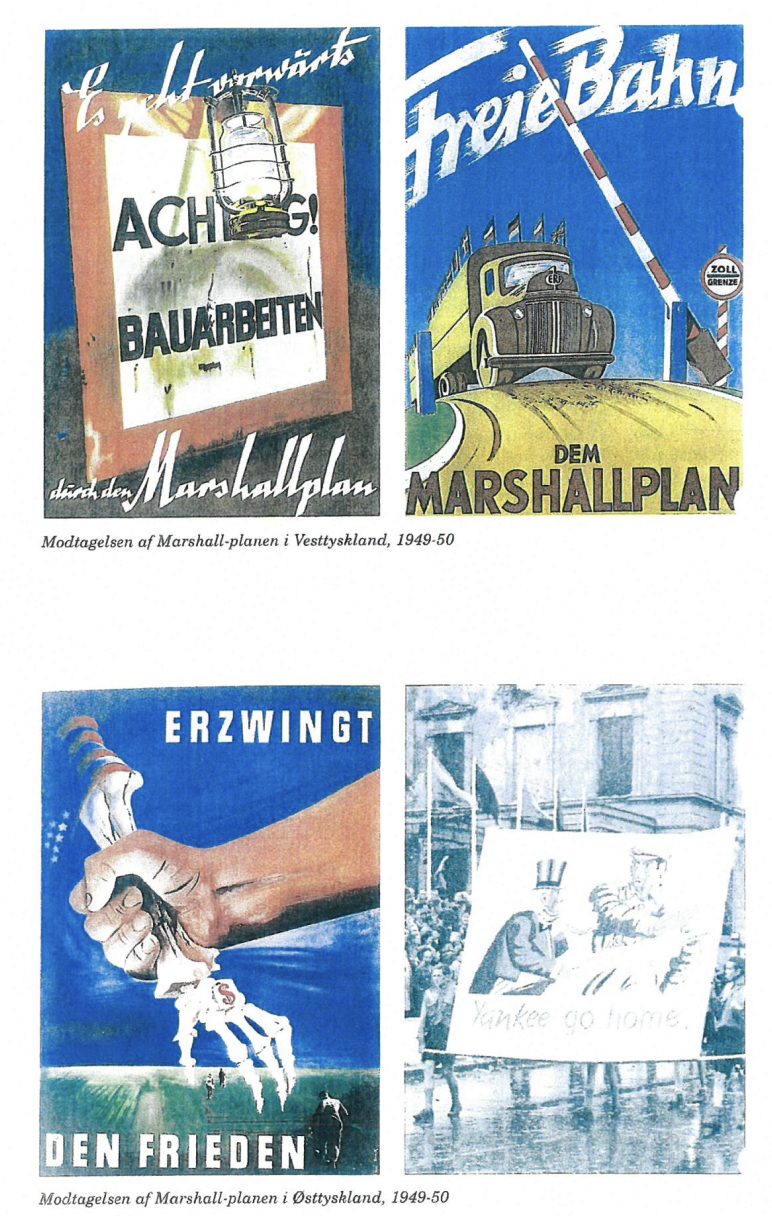 Es geht vorwärts
ACHTUNG!
BAUARBEITEN
durch den Marshallplan
Freie Bahn
ERP
ZOLL
GRENZE
DEM
MARSHALLPLAN
Modtagelsen af Marshall-planen i Vesttyskland, 1949-50
ERZWINGT
$
DEN FRIEDEN
Yankee go home.
Modtagelsen af Marshall-planen i Østtyskland, 1949-50